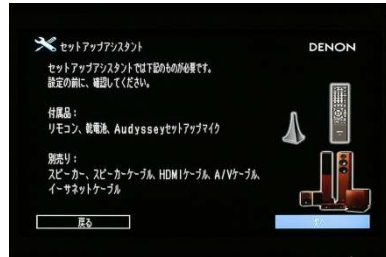 セットアップアシスタント
DENON
セットアップアシスタントでは下記のものが必要です。
設定の前に、確認してください。
付属品：
リモコン、乾電池、Audysseyセットアップマイク
別売り：
スピーカー、スピーカーケーブル、HDMIケーブル、A/Vケーブル、
イーサネットケーブル
戻る